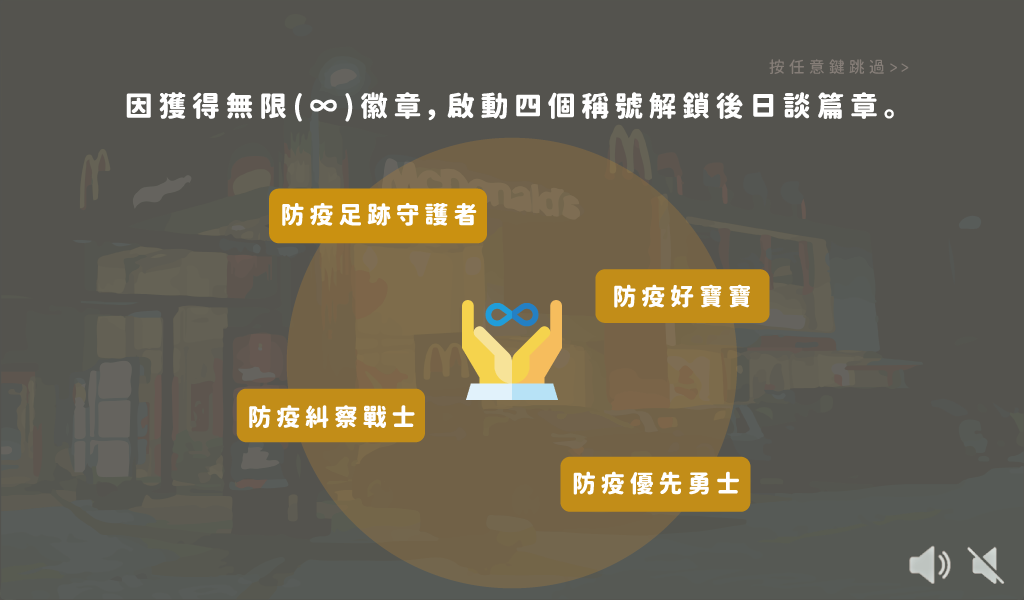 按任意鍵跳過>>
因獲得無限(∞)徽章,啟動四個稱號解鎖後日談篇章。
McDonald's
防疫足跡守護者
防疫好寶寶
防疫糾察戰士
防疫優先勇士